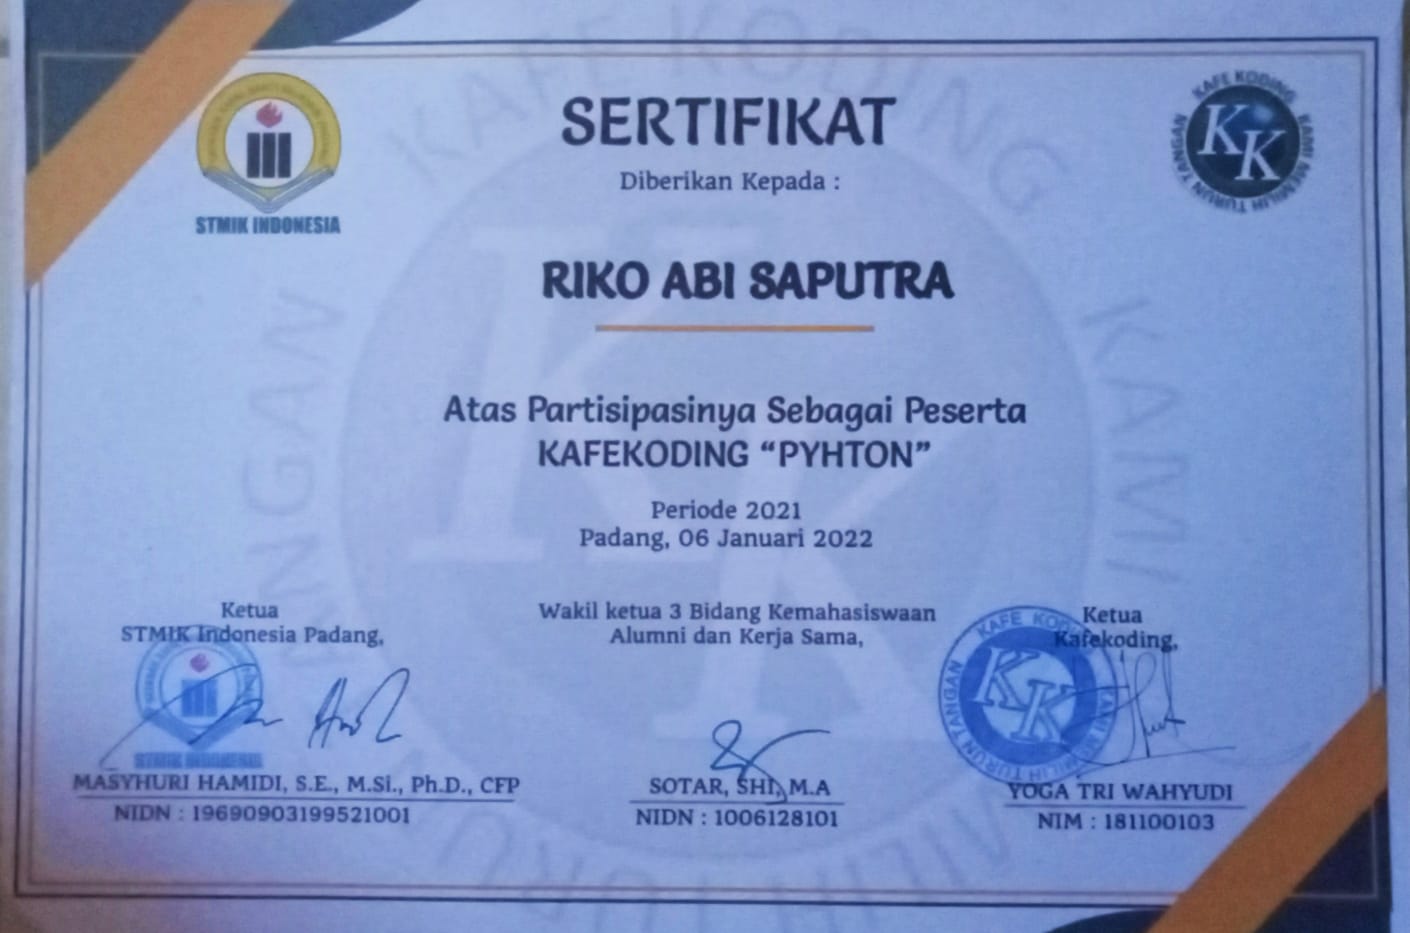 STMIK INDONESIA
KAFE KODING KAMI MEMILIH TURUN TANGAN
KK
SERTIFIKAT
Diberikan Kepada :
RIKO ABI SAPUTRA
Atas Partisipasinya Sebagai Peserta
KAFEKODING “PYHTON”
Periode 2021
Padang, 06 Januari 2022
Ketua
STMIK Indonesia Padang,
Wakil ketua 3 Bidang Kemahasiswaan
Alumni dan Kerja Sama,
Ketua
Kafekoding,
STMIK INDONESIA
KAFE KODING KAMI MEMILIH TURUN TANGAN
KK
MASYHURI HAMIDI, S.E., M.Si., Ph.D., CFP
NIDN : 19690903199521001
SOTAR, SHI, M.A
NIDN : 1006128101
YOGA TRI WAHYUDI
NIM : 181100103